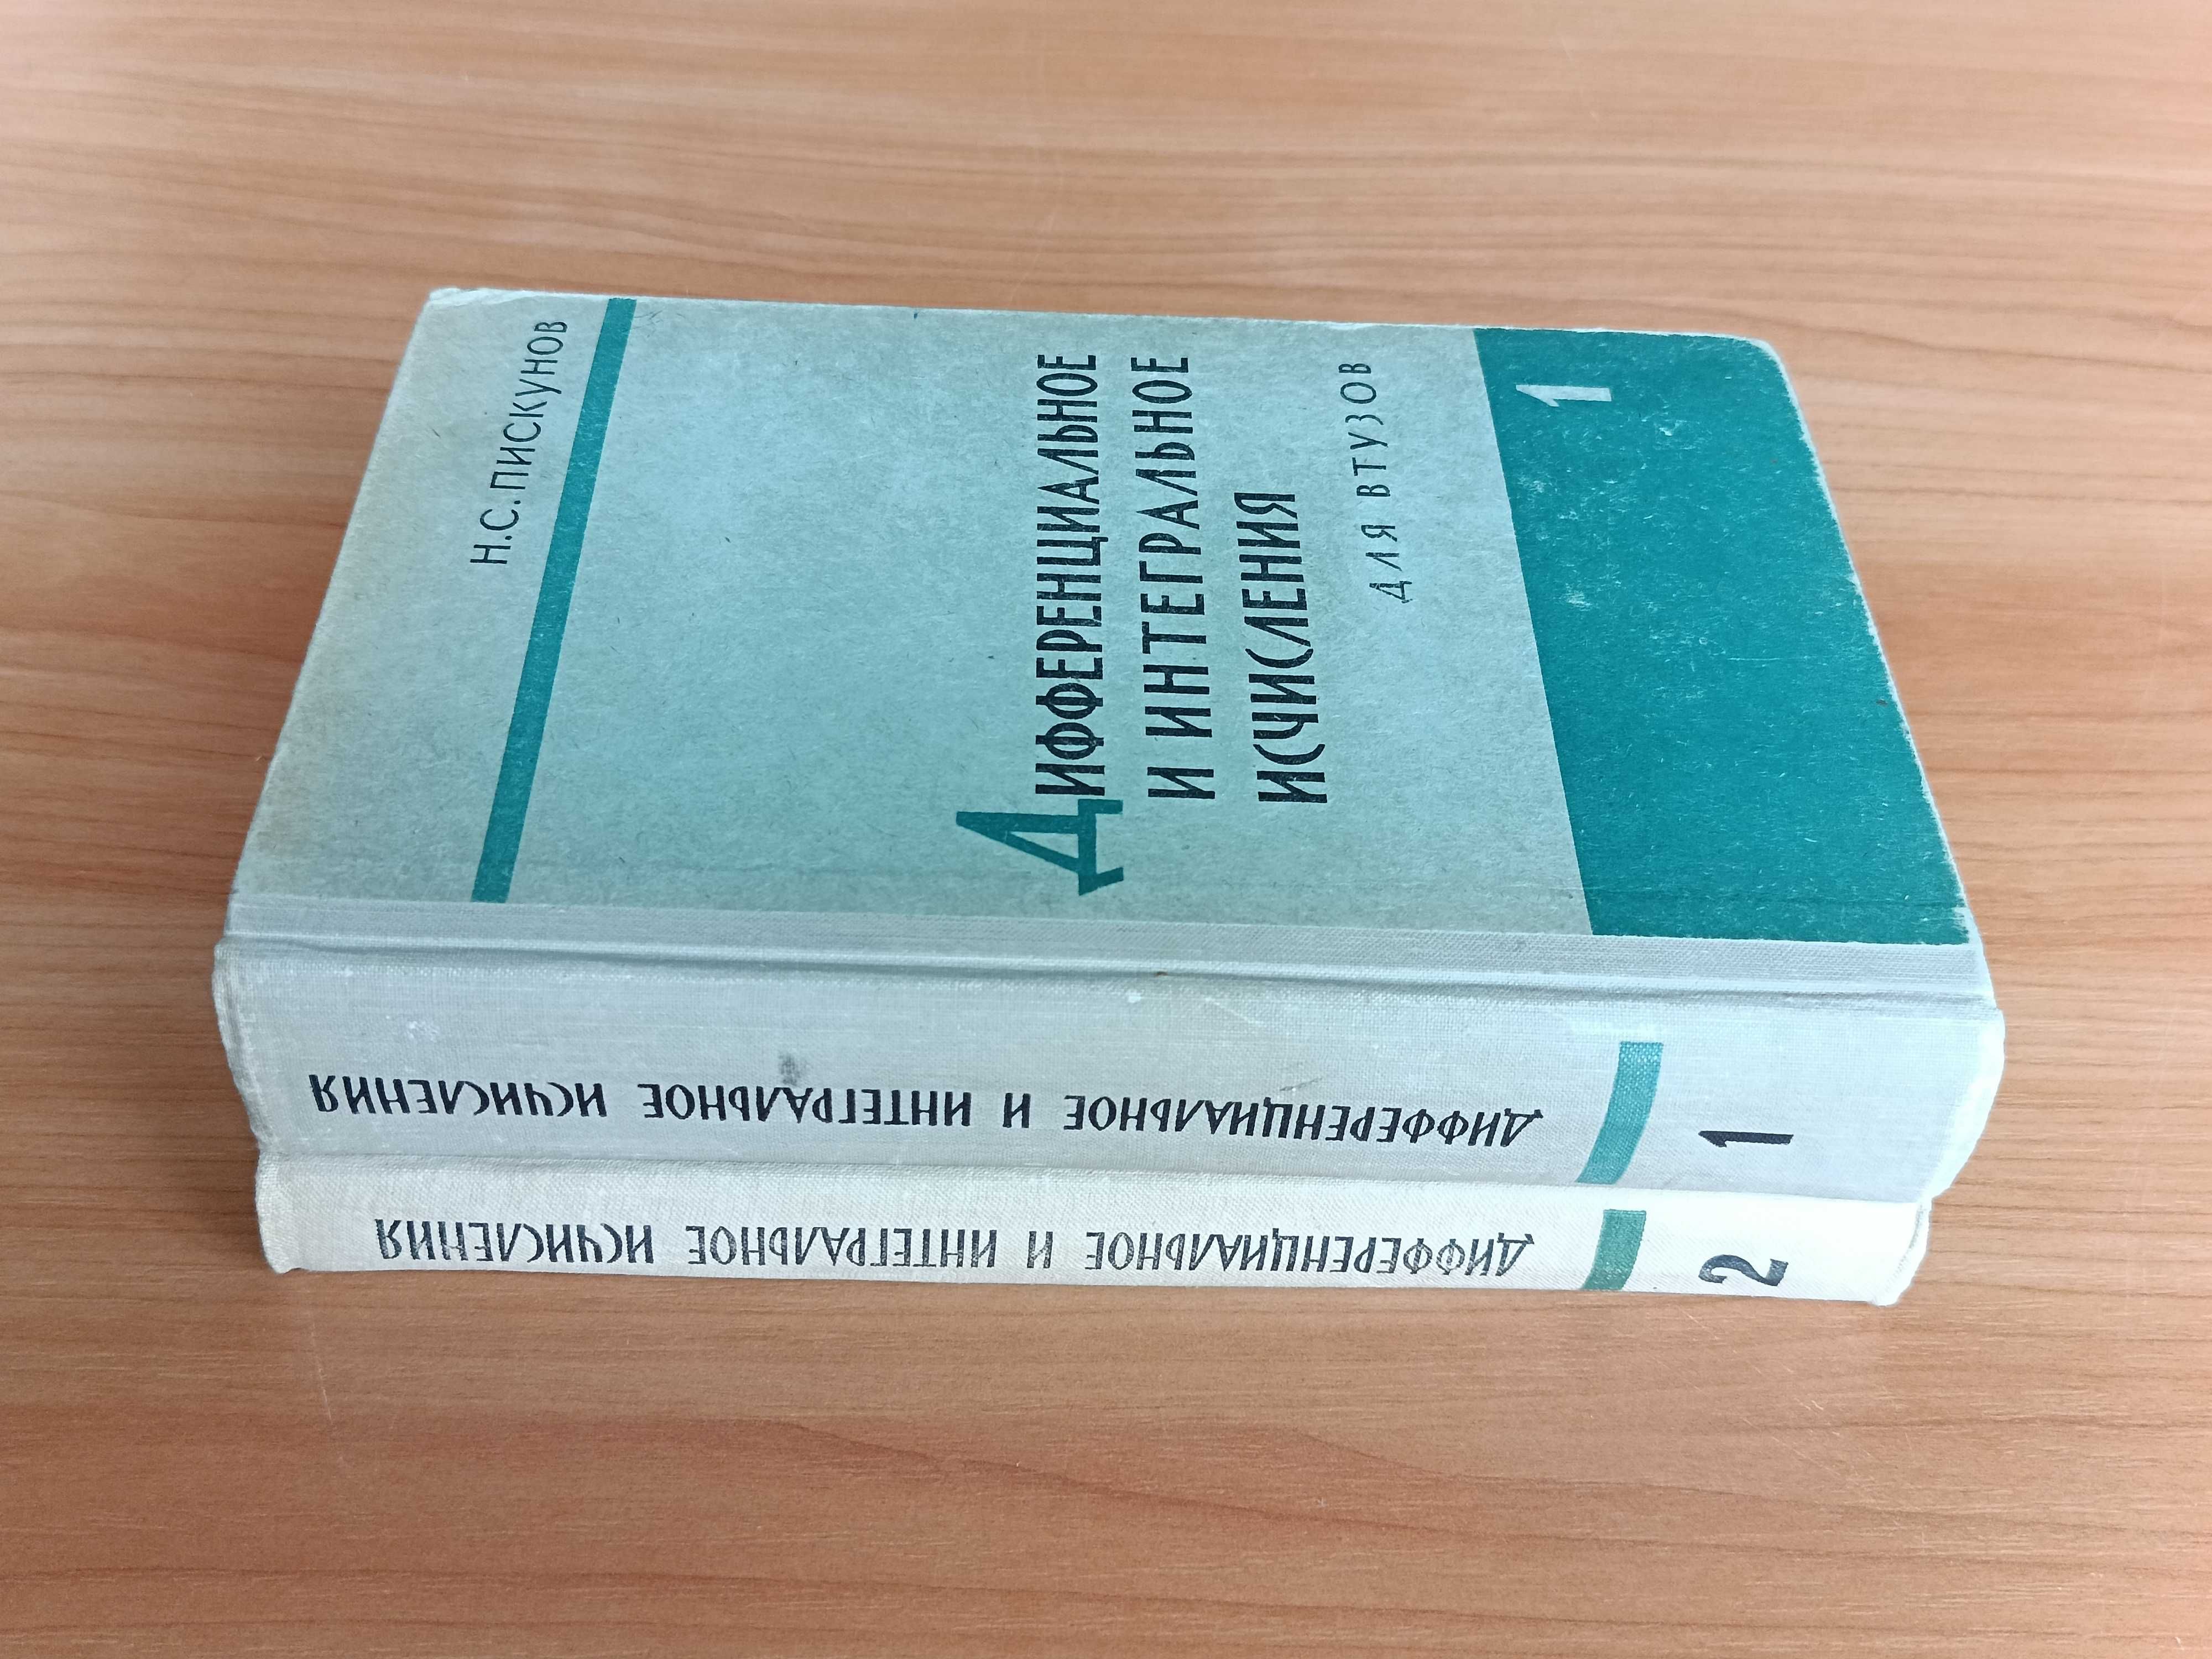 Н.С.ПИСКУНОВ
ДИФФЕРЕНЦИАЛЬНОЕ
И ИНТЕГРАЛЬНОЕ
ИСЧИСЛЕНИЯ
ДЛЯ ВТУЗОВ
1
ДИФФЕРЕНЦИАЛЬНОЕ И ИНТЕГРАЛЬНОЕ ИСЧИСЛЕНИЯ
1
ДИФФЕРЕНЦИАЛЬНОЕ И ИНТЕГРАЛЬНОЕ ИСЧИСЛЕНИЯ
2